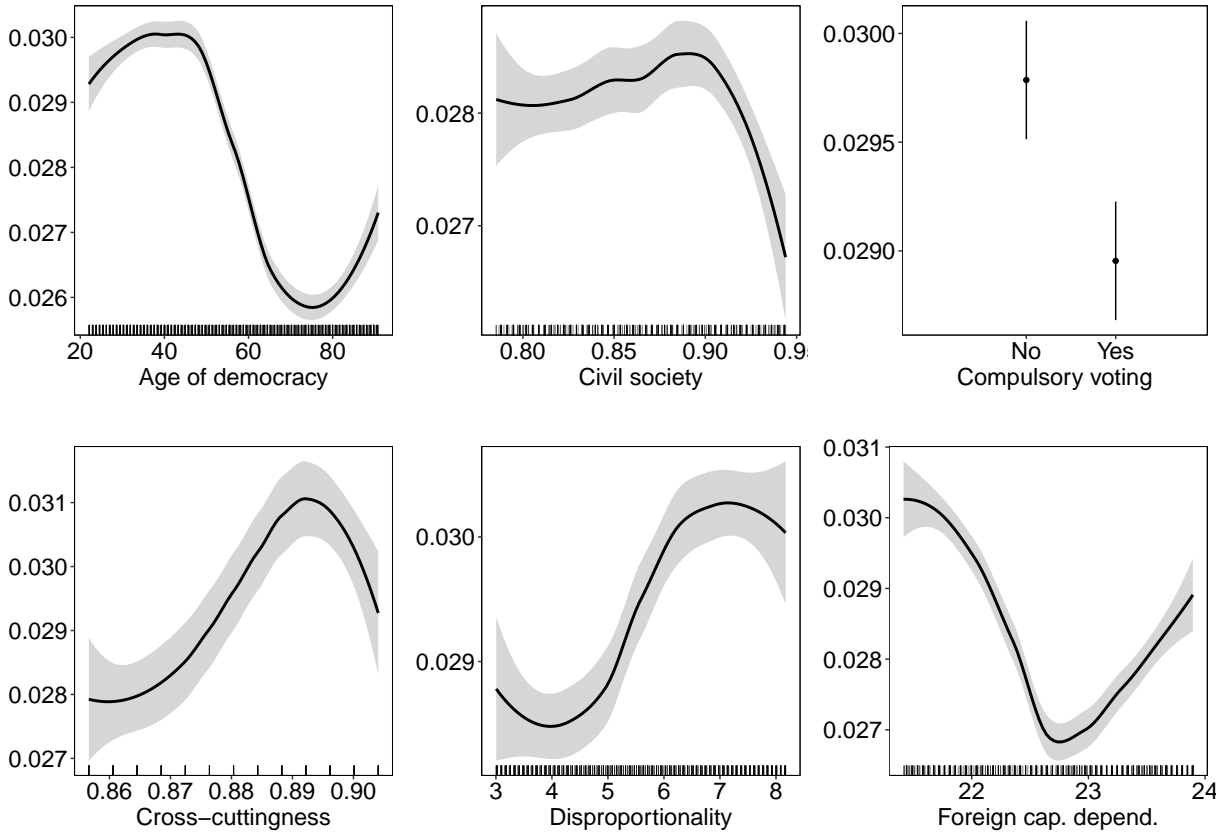 0.030
0.029
0.028
0.027
0.026
20 40 60 80
Age of democracy
0.028
0.027
0.80 0.85 0.90 0.9
Civil society
0.0300
0.0295
0.0290
No Yes
Compulsory voting
0.031
0.030
0.029
0.028
0.027
0.86 0.87 0.88 0.89 0.90
Cross−cuttingness
0.030
0.029
3 4 5 6 7 8
Disproportionality
0.031
0.030
0.029
0.028
0.027
22 23 24
Foreign cap. depend.